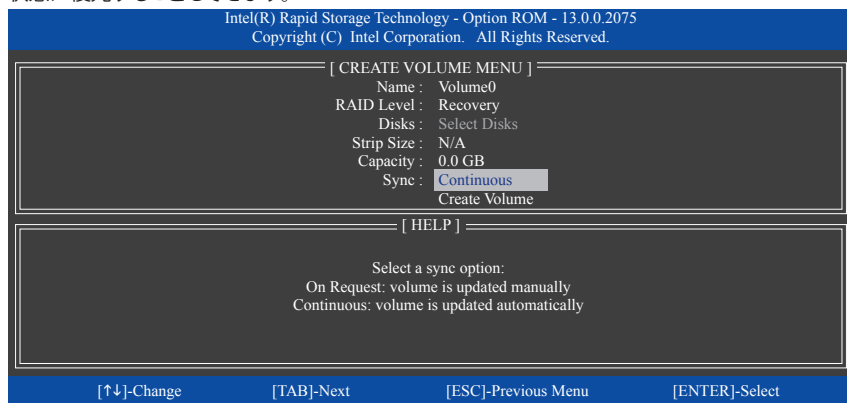 Intel(R) Rapid Storage Technology - Option ROM - 13.0.0.2075
Copyright (C) Intel Corporation. All Rights Reserved.
[ CREATE VOLUME MENU ]
Name : Volume0
RAID Level : Recovery
Disks : Select Disks
Strip Size : N/A
Capacity : 0.0 GB
Sync : Continuous
Create Volume
[ HELP ]
Select a sync option:
On Request: volume is updated manually
Continuous: volume is updated automatically
[↑↓]-Change [TAB]-Next [ESC]-Previous Menu [ENTER]-Select